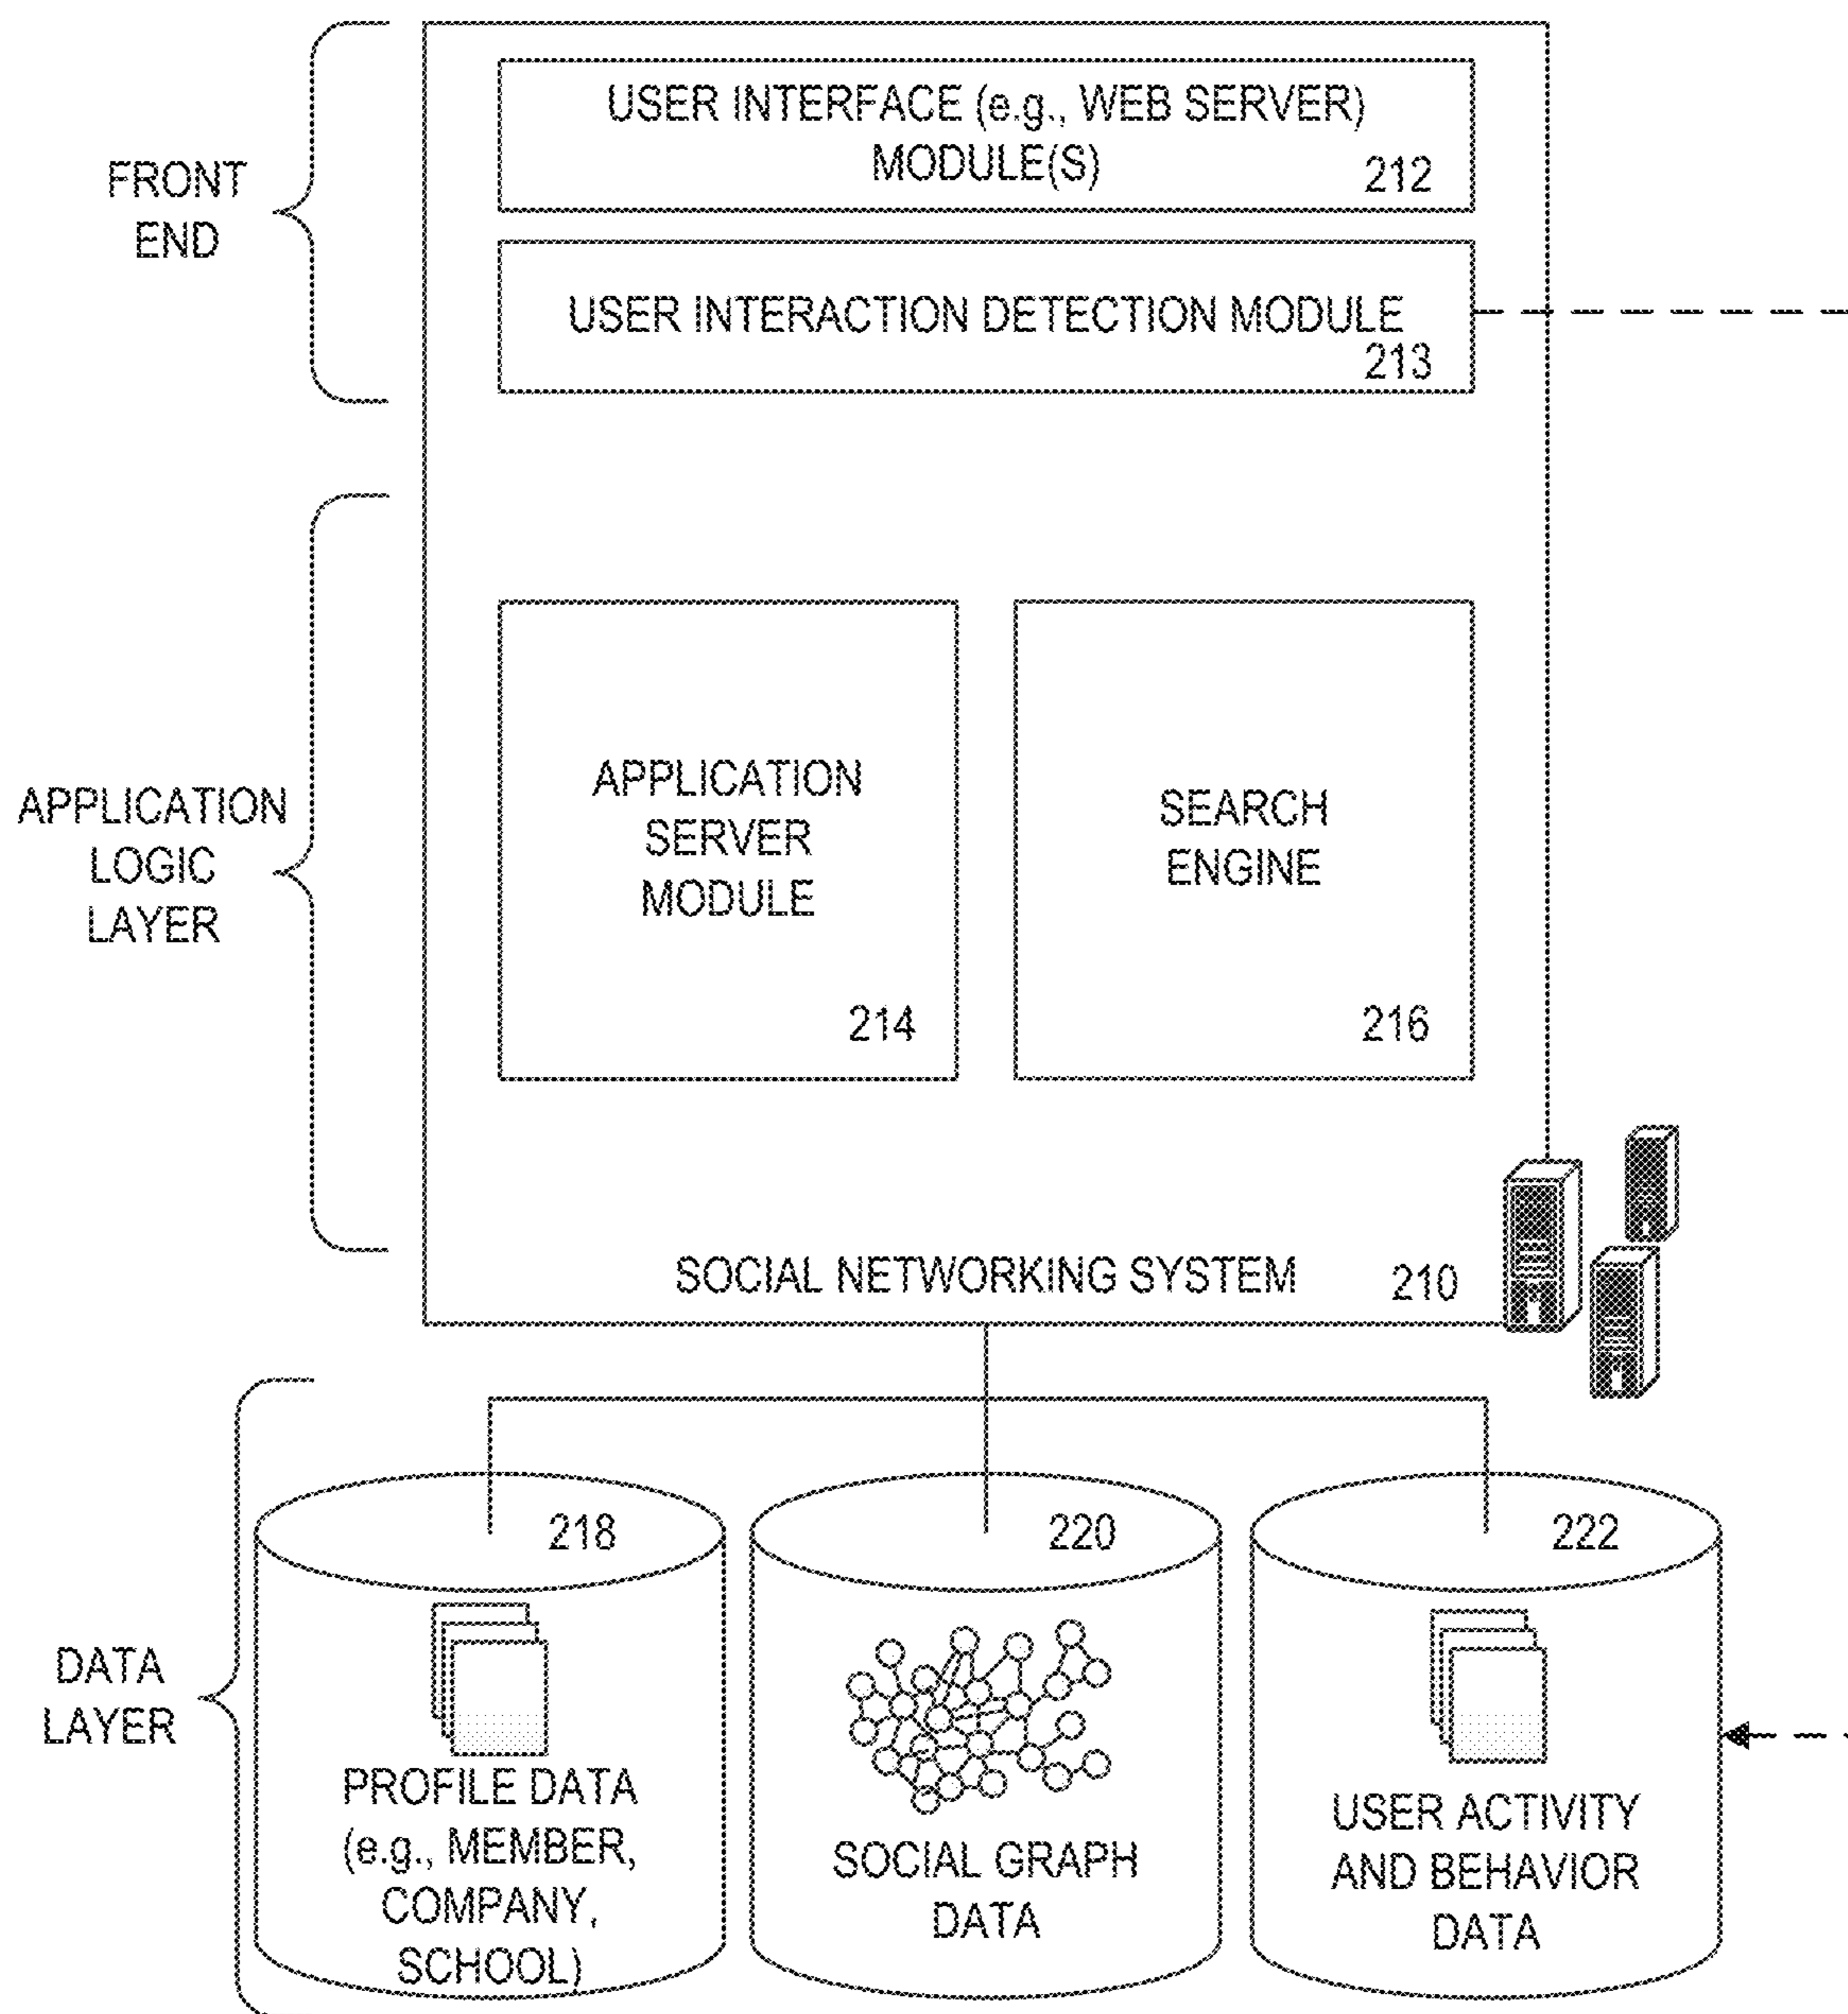 FRONT
END
USER INTERFACE (e.g., WEB SERVER)
MODULE(S)
212
USER INTERACTION DETECTION MODULE
213
APPLICATION
LOGIC
LAYER
APPLICATION
SERVER
MODULE
214
SEARCH
ENGINE
216
SOCIAL NETWORKING SYSTEM
210
DATA
LAYER
218
PROFILE DATA
(e.g., MEMBER,
COMPANY,
SCHOOL)
220
SOCIAL GRAPH
DATA
222
USER ACTIVITY
AND BEHAVIOR
DATA